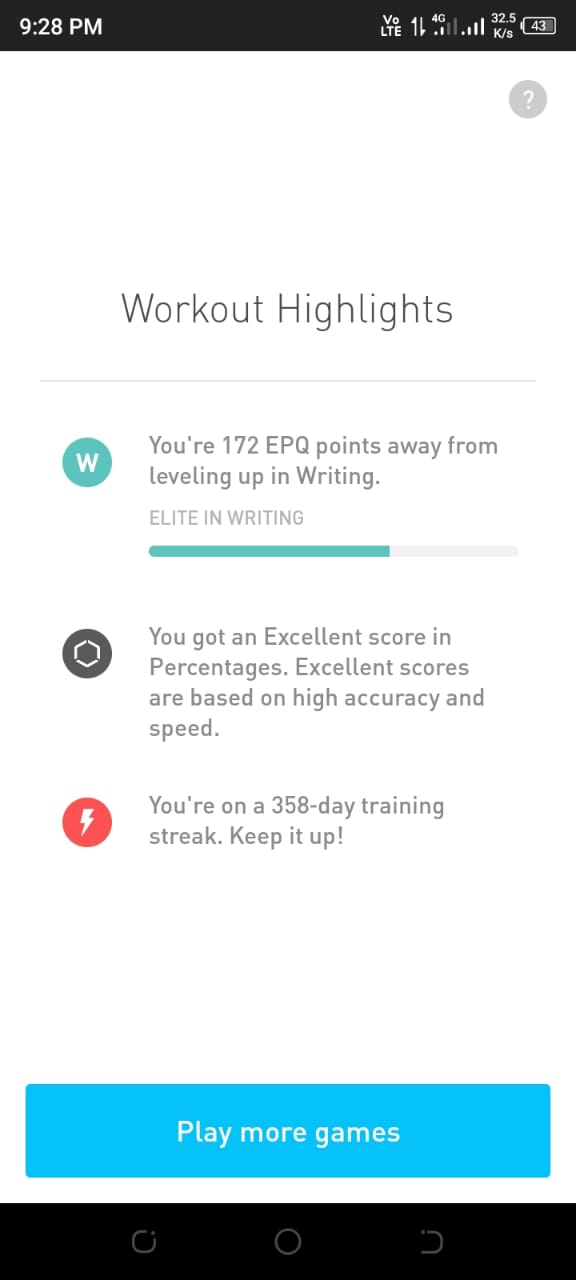 9:28 PM
Vo LTE 4G 32.5 K/s 43
?
Workout Highlights
W
You're 172 EPQ points away from
leveling up in Writing.
ELITE IN WRITING
You got an Excellent score in
Percentages. Excellent scores
are based on high accuracy and
speed.
You're on a 358-day training
streak. Keep it up!
Play more games